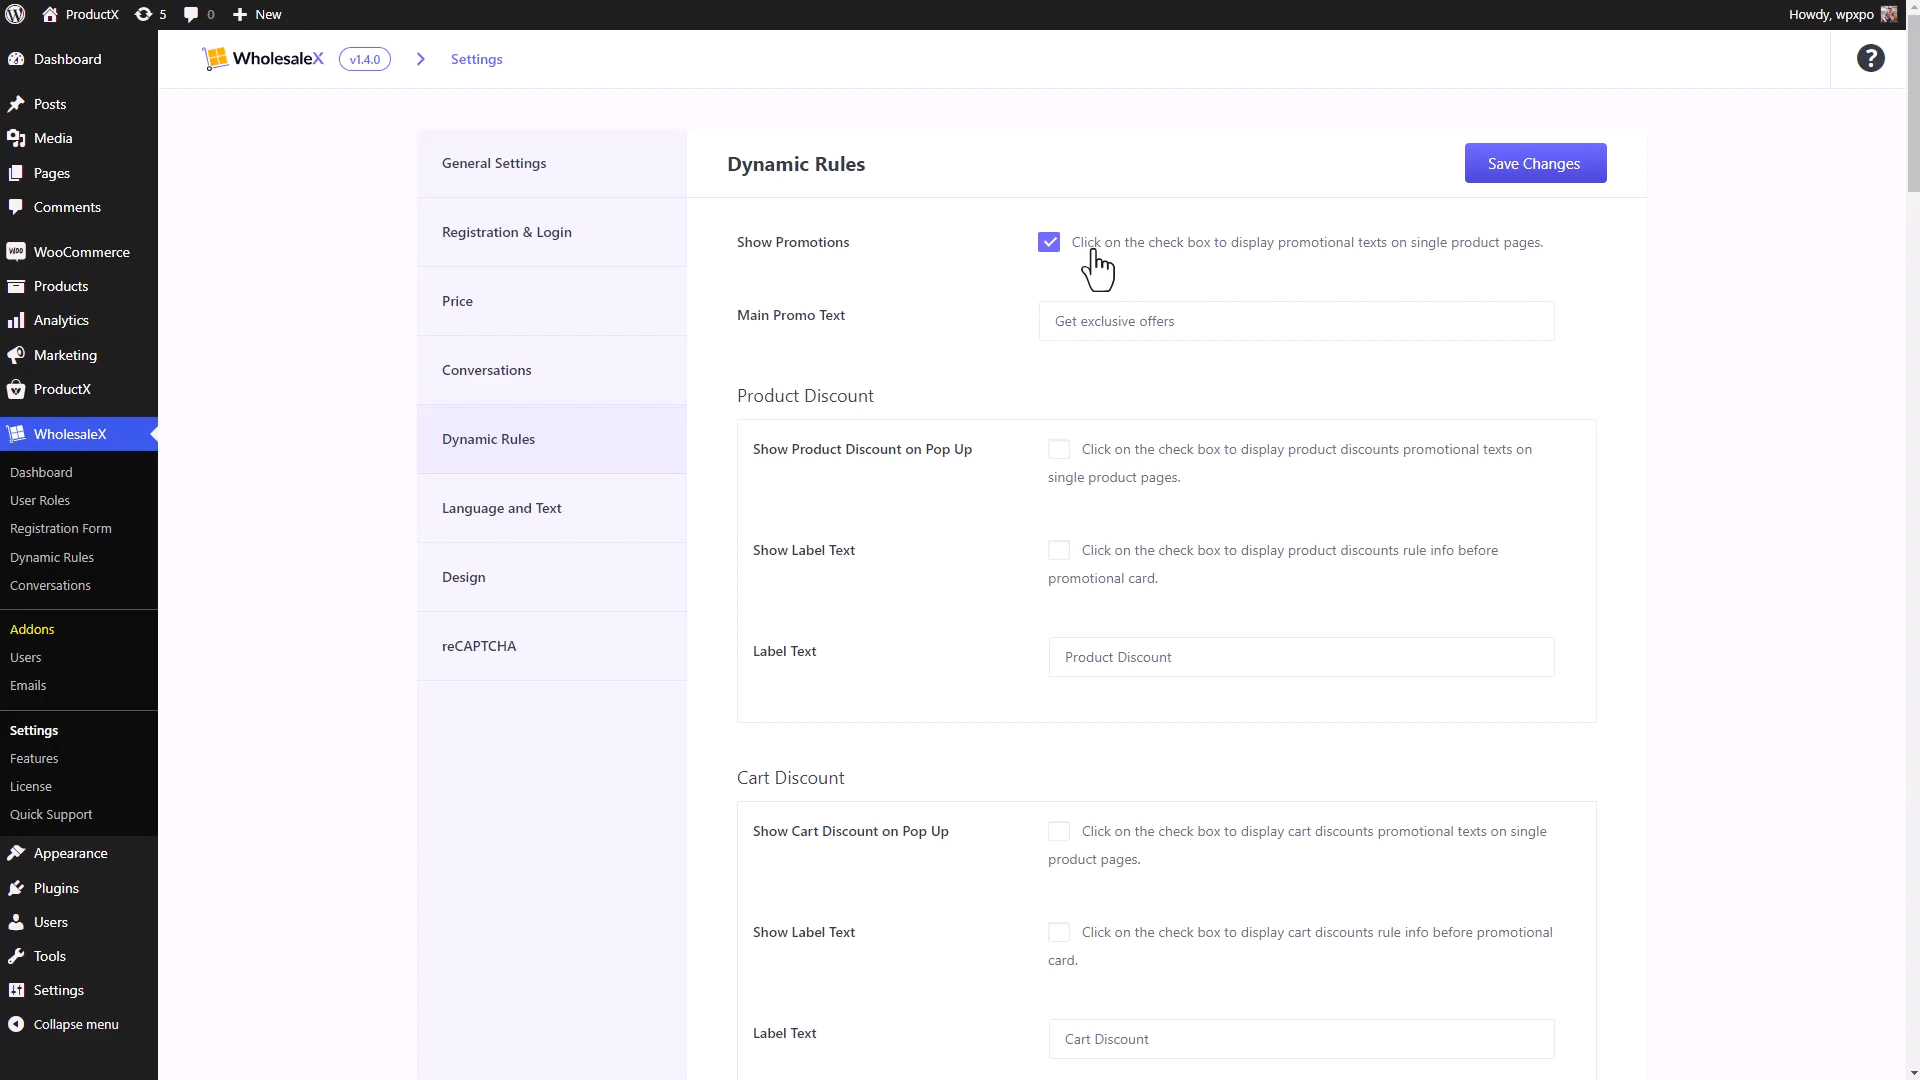 ProductX
5
0
New
Howdy, wpxpo
Dashboard
Posts
Media
Pages
Comments
WooCommerce
Products
Analytics
Marketing
ProductX
WholesaleX
Dashboard
User Roles
Registration Form
Dynamic Rules
Conversations
Addons
Users
Emails
Settings
Features
License
Quick Support
Appearance
Plugins
Users
Tools
Settings
Collapse menu
WholesaleX
v1.4.0
Settings
?
General Settings
Registration & Login
Price
Conversations
Dynamic Rules
Language and Text
Design
reCAPTCHA
Dynamic Rules
Save Changes
Show Promotions
Click on the check box to display promotional texts on single product pages.
Main Promo Text
Get exclusive offers
Product Discount
Show Product Discount on Pop Up
Click on the check box to display product discounts promotional texts on
single product pages.
Show Label Text
Click on the check box to display product discounts rule info before
promotional card.
Label Text
Product Discount
Cart Discount
Show Cart Discount on Pop Up
Click on the check box to display cart discounts promotional texts on single
product pages.
Show Label Text
Click on the check box to display cart discounts rule info before promotional
card.
Label Text
Cart Discount